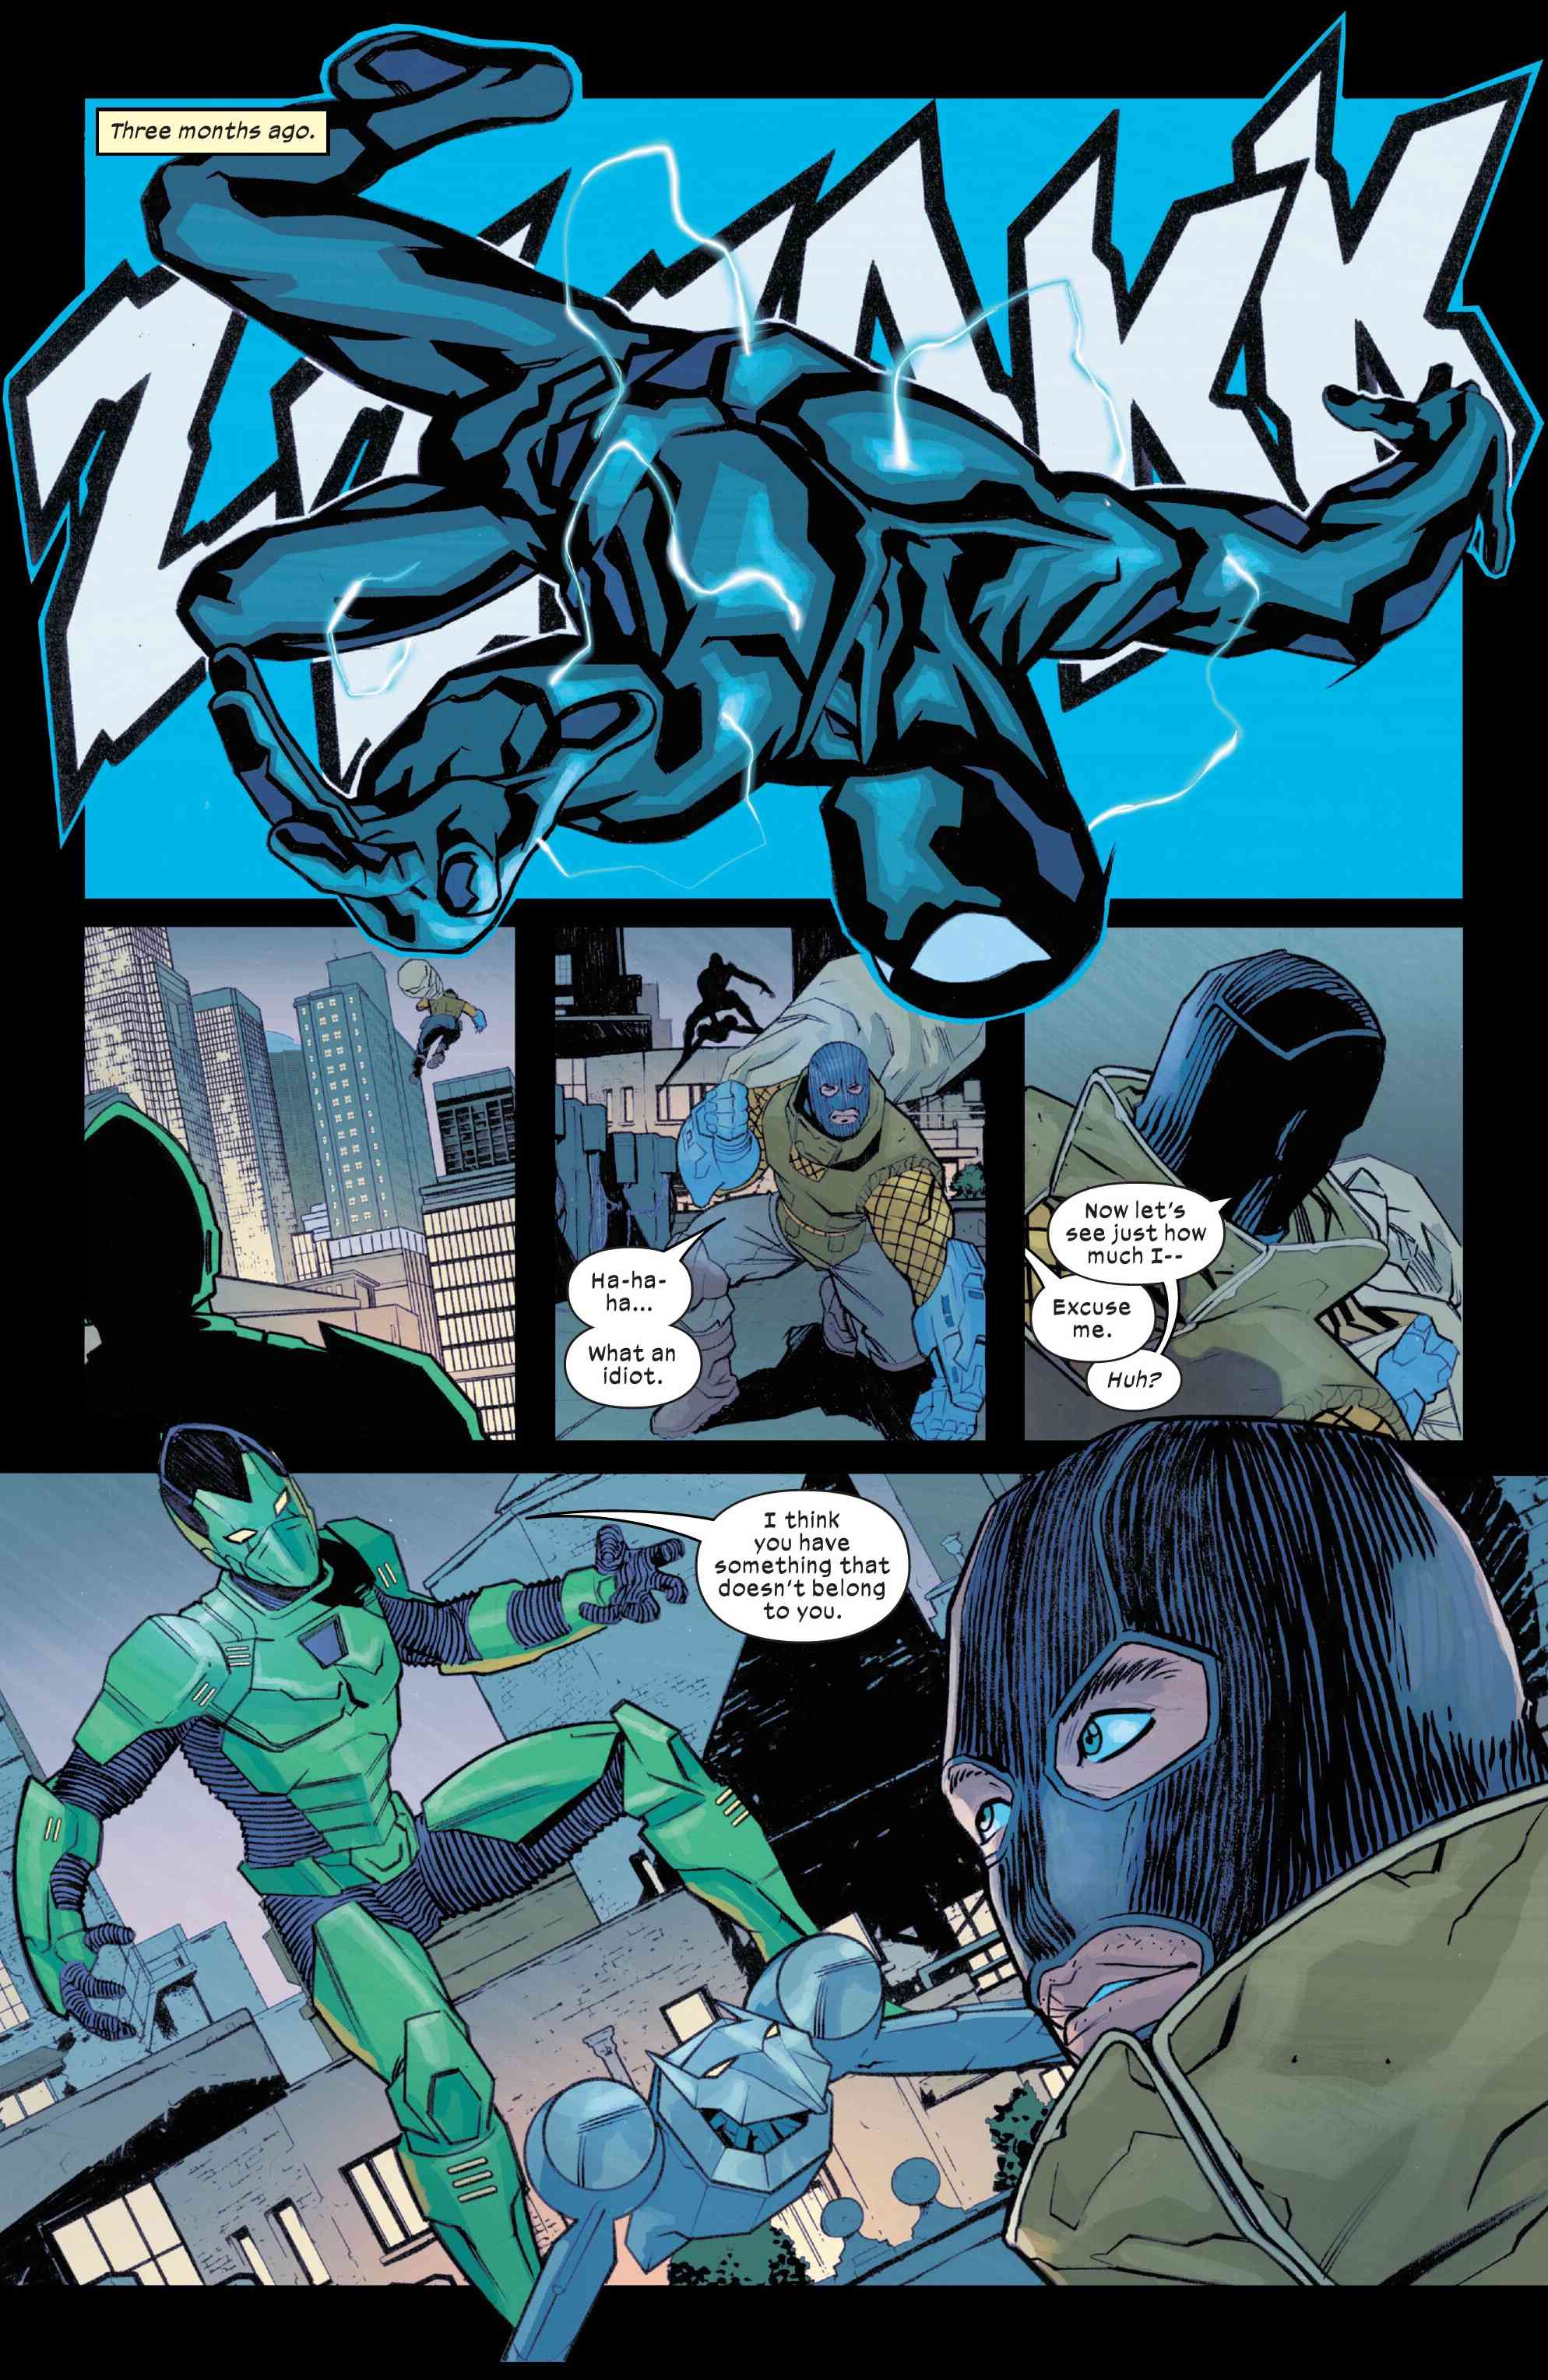 Three months ago.
Ha-ha-
ha...
What an
idiot.
Now let's
see just how
much I--
Excuse
me.
Huh?
I think
you have
something that
doesn't belong
to you.